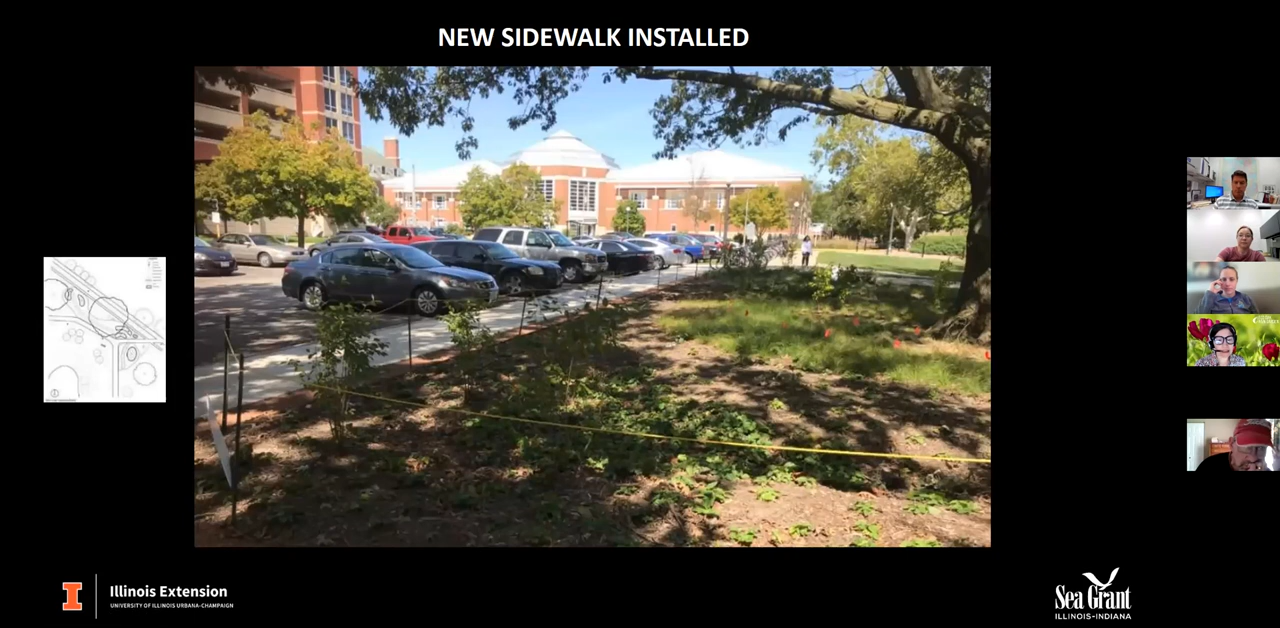 NEW SIDEWALK INSTALLED
I
Illinois Extension
UNIVERSITY OF ILLINOIS URBANA-CHAMPAIGN
Sea Grant
ILLINOIS-INDIANA